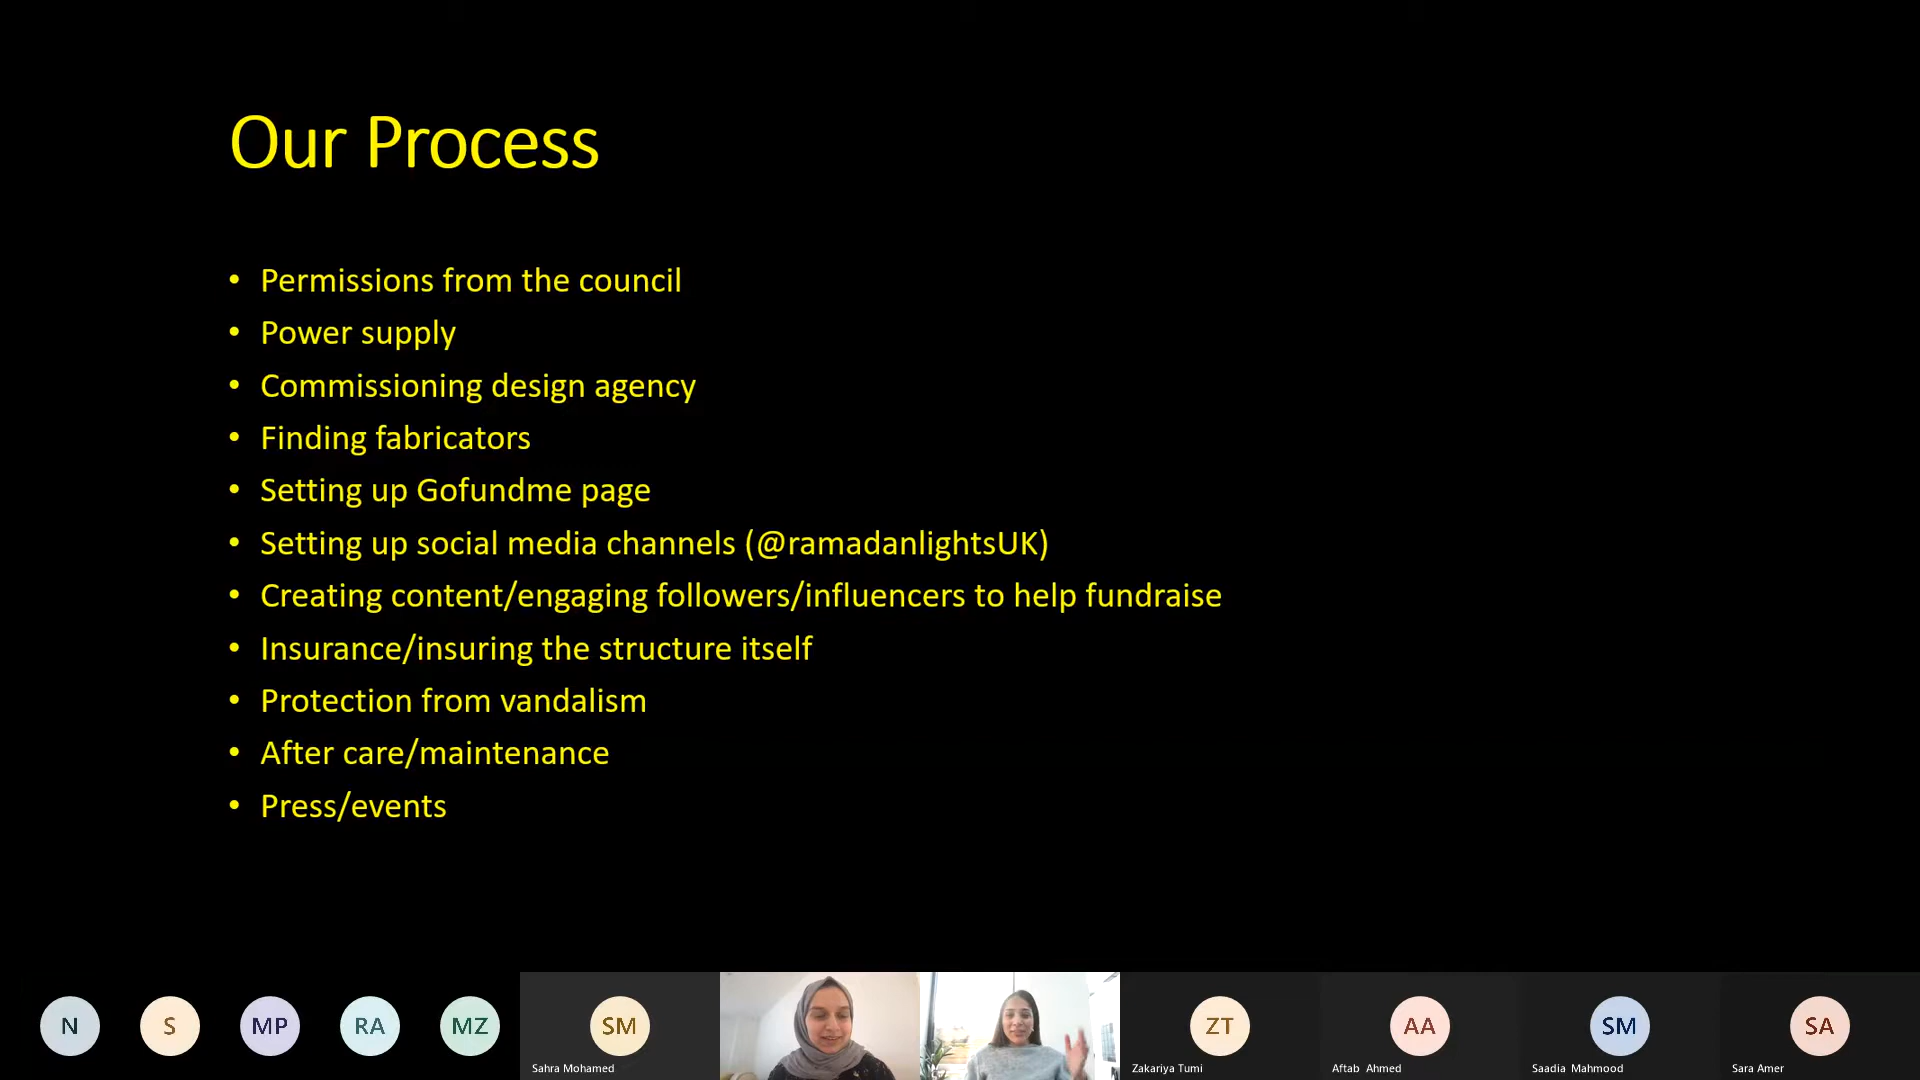 Our Process
• Permissions from the council
• Power supply
• Commissioning design agency
• Finding fabricators
• Setting up Gofundme page
• Setting up social media channels (@ramadanlightsUK)
• Creating content/engaging followers/influencers to help fundraise
• Insurance/insuring the structure itself
• Protection from vandalism
• After care/maintenance
• Press/events
N
S
MP
RA
MZ
SM
Sahra Mohamed
ZT
Zakariya Tumi
AA
Aftab Ahmed
SM
Saadia Mahmood
SA
Sara Amer